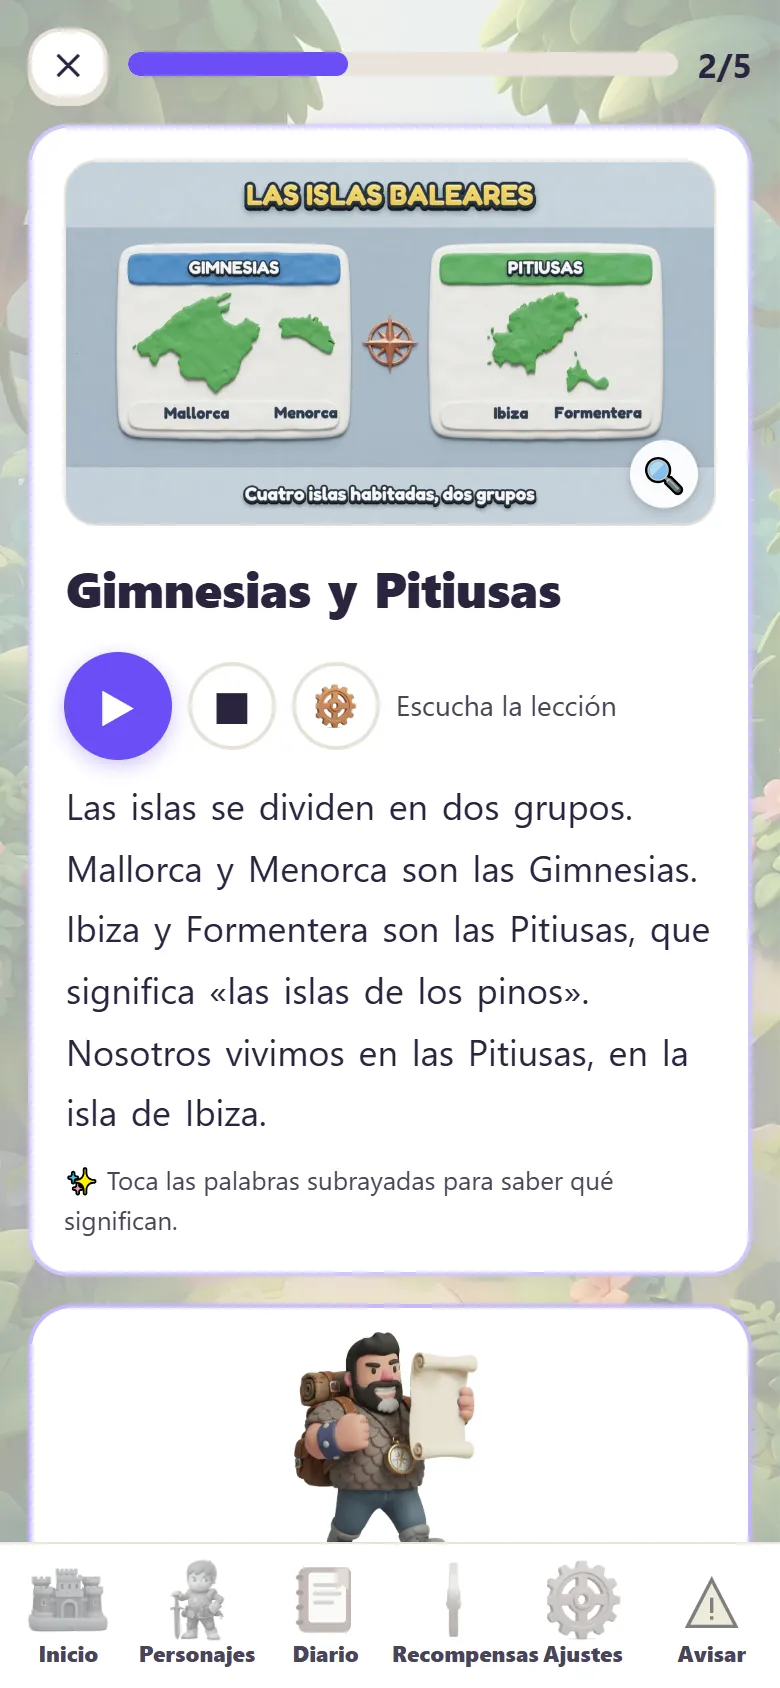 2/5
LAS ISLAS BALEARES
GIMNESIAS
PITIUSAS
Mallorca
Menorca
Ibiza
Formentera
Cuatro islas habitadas, dos grupos
Gimnesias y Pitiusas
Escucha la lección
Las islas se dividen en dos grupos.
Mallorca y Menorca son las Gimnesias.
Ibiza y Formentera son las Pitiusas, que
significa «las islas de los pinos».
Nosotros vivimos en las Pitiusas, en la
isla de Ibiza.
Toca las palabras subrayadas para saber qué
significan.
Inicio
Personajes
Diario
Recompensas
Ajustes
Avisar